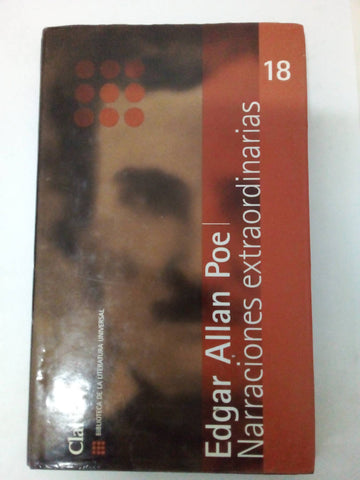 18
Edgar Allan Poe
Narraciones extraordinarias
BIBLIOTECA DE LA LITERATURA UNIVERSAL